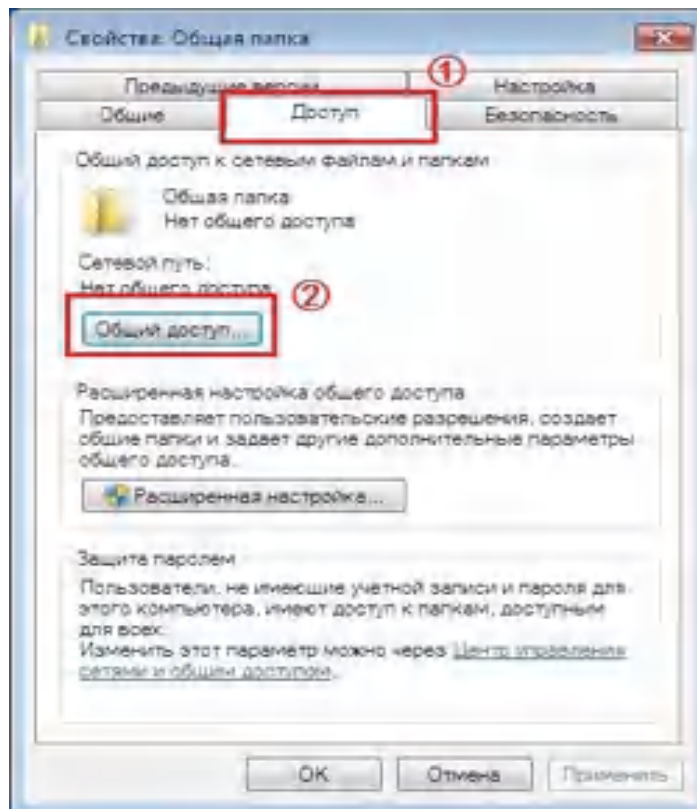 Свойства: Общая папка
Предыдущие версии
①
Настройка
Общие
Доступ
Безопасность
Общий доступ к сетевым файлам и папкам
Общая папка
Нет общего доступа
Сетевой путь:
Нет общего доступа
②
Общий доступ...
Расширенная настройка общего доступа
Предоставляет пользовательские разрешения, создает
общие папки и задает другие дополнительные параметры
общего доступа.
Расширенная настройка...
Защита паролем
Пользователи, не имеющие учетной записи и пароля для
этого компьютера, имеют доступ к папкам, доступным
для всех.
Изменить этот параметр можно через Центр управления
сетями и общим доступом.
OK
Отмена
Применить